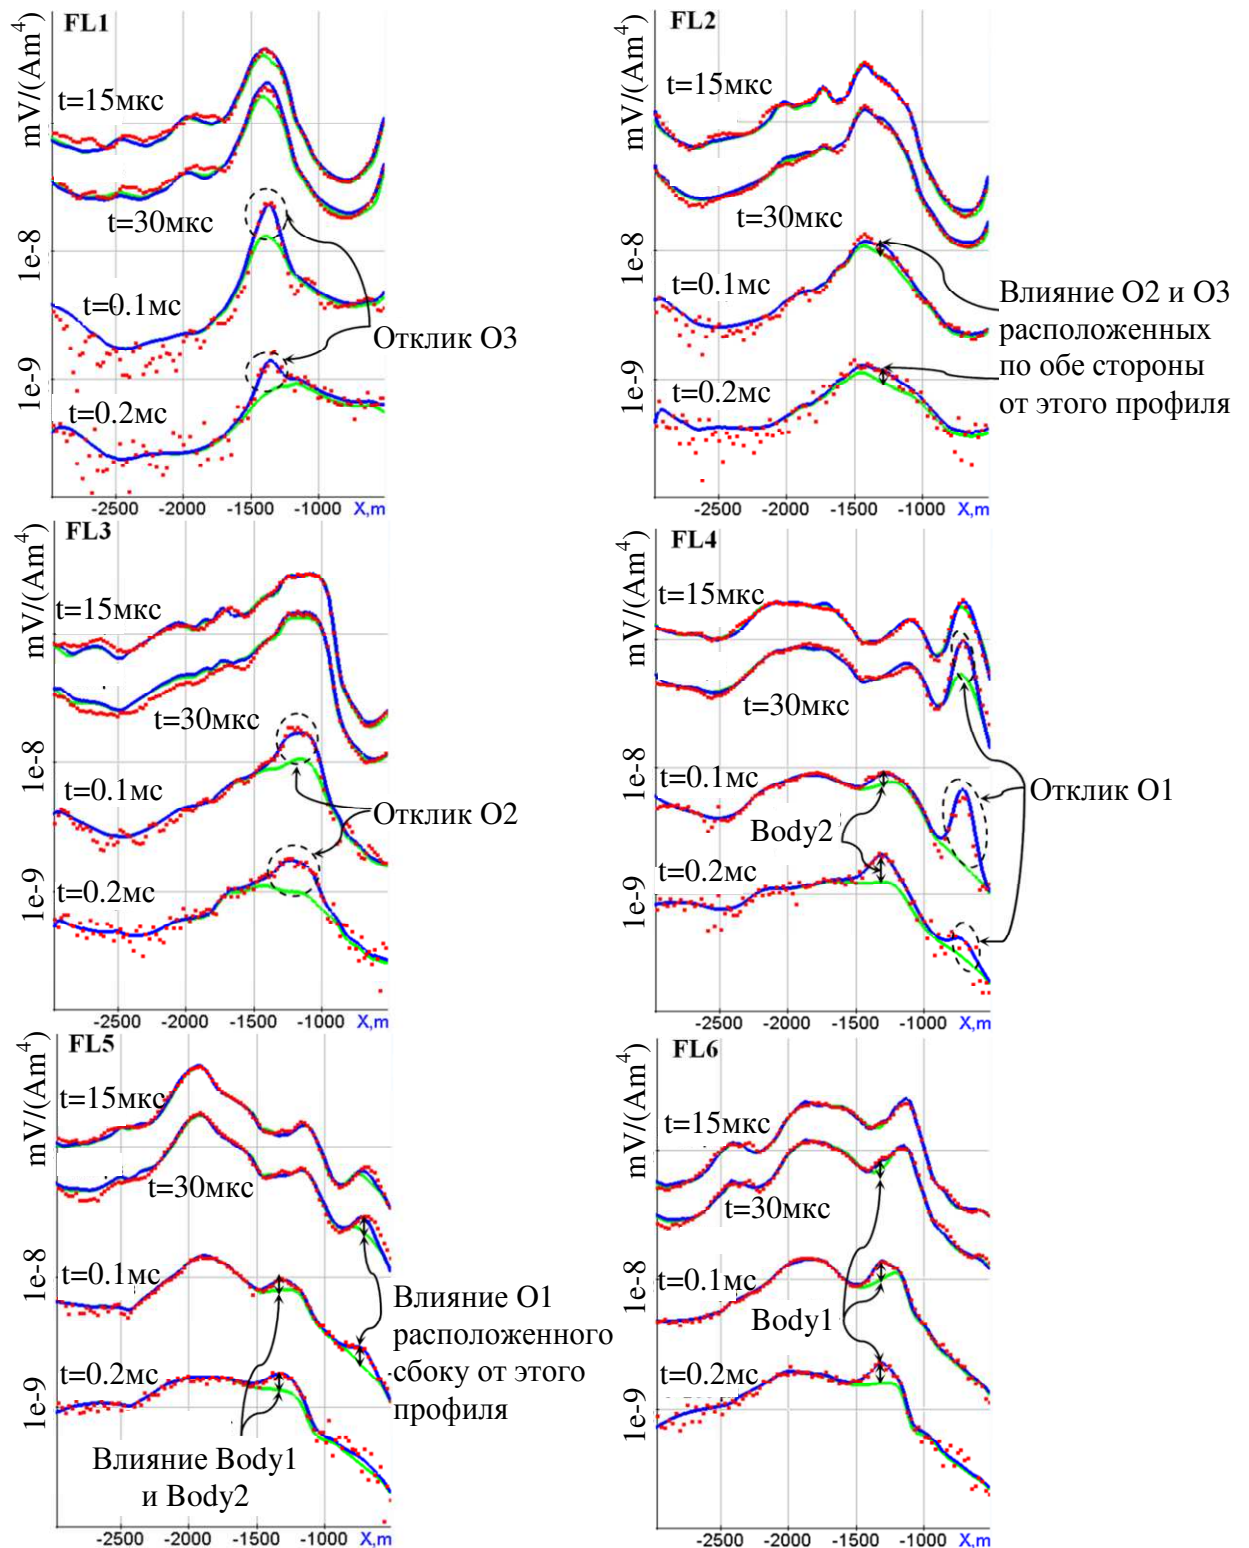 FL1
mV/(Am⁴)
t=15мкс
t=30мкс
1e-8
t=0.1мс
Отклик O3
1e-9
t=0.2мс
-2500 -2000 -1500 -1000 X,m
FL2
mV/(Am⁴)
t=15мкс
t=30мкс
1e-8
t=0.1мс
Влияние O2 и O3
расположенных
по обе стороны
от этого профиля
1e-9
t=0.2мс
-2500 -2000 -1500 -1000 X,m
FL3
mV/(Am⁴)
t=15мкс
t=30мкс
1e-8
t=0.1мс
Отклик O2
1e-9
t=0.2мс
-2500 -2000 -1500 -1000 X,m
FL4
mV/(Am⁴)
t=15мкс
t=30мкс
1e-8
t=0.1мс
Отклик O1
Body2
t=0.2мс
1e-9
-2500 -2000 -1500 -1000 X,m
FL5
mV/(Am⁴)
t=15мкс
t=30мкс
1e-8
t=0.1мс
Влияние O1
расположенного
сбоку от этого
профиля
t=0.2мс
1e-9
Влияние Body1
и Body2
-2500 -2000 -1500 -1000 X,m
FL6
mV/(Am⁴)
t=15мкс
t=30мкс
1e-8
t=0.1мс
Body1
t=0.2мс
1e-9
-2500 -2000 -1500 -1000 X,m